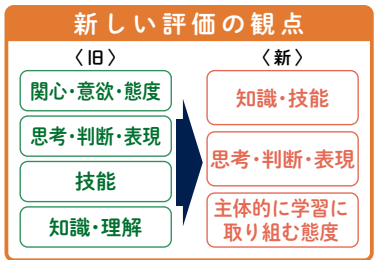 新しい評価の観点
〈旧〉
関心・意欲・態度
思考・判断・表現
技能
知識・理解
〈新〉
知識・技能
思考・判断・表現
主体的に学習に
取り組む態度